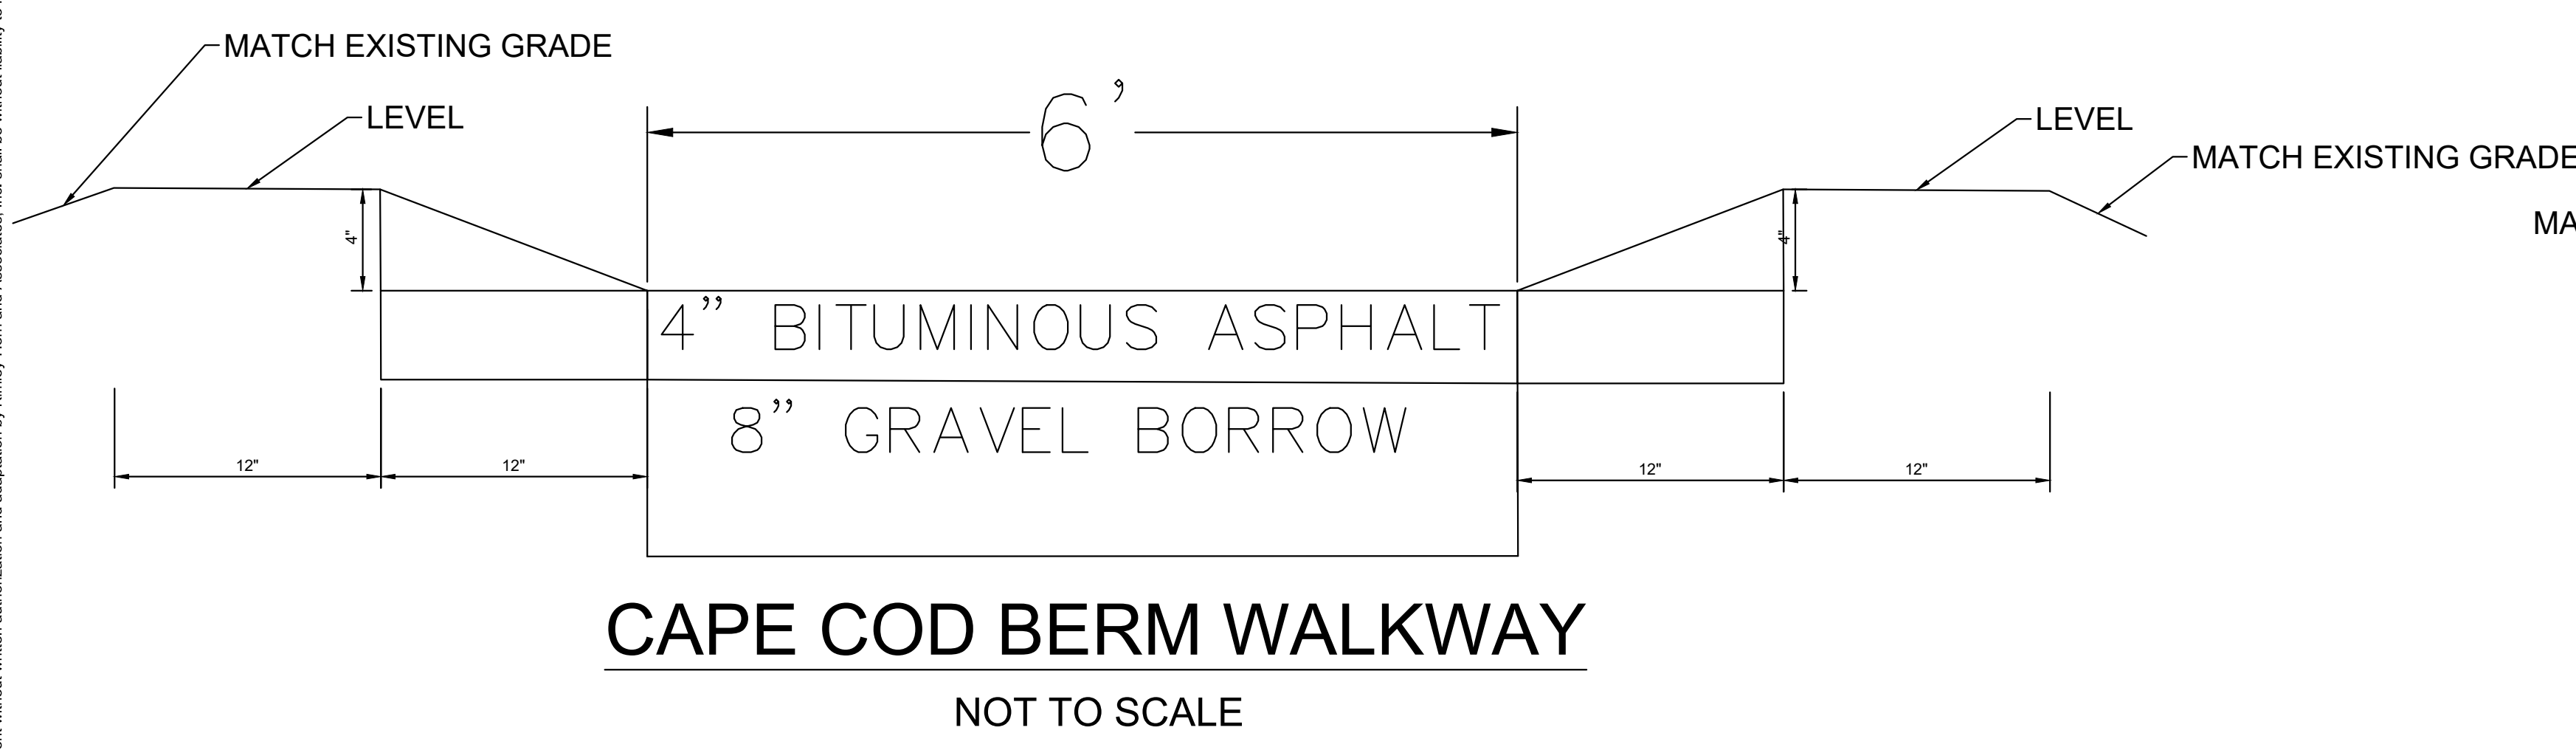 MATCH EXISTING GRADE
LEVEL
6'
LEVEL
MATCH EXISTING GRADE
4"
4"
4” BITUMINOUS ASPHALT
8” GRAVEL BORROW
12"
12"
12"
12"
CAPE COD BERM WALKWAY
NOT TO SCALE